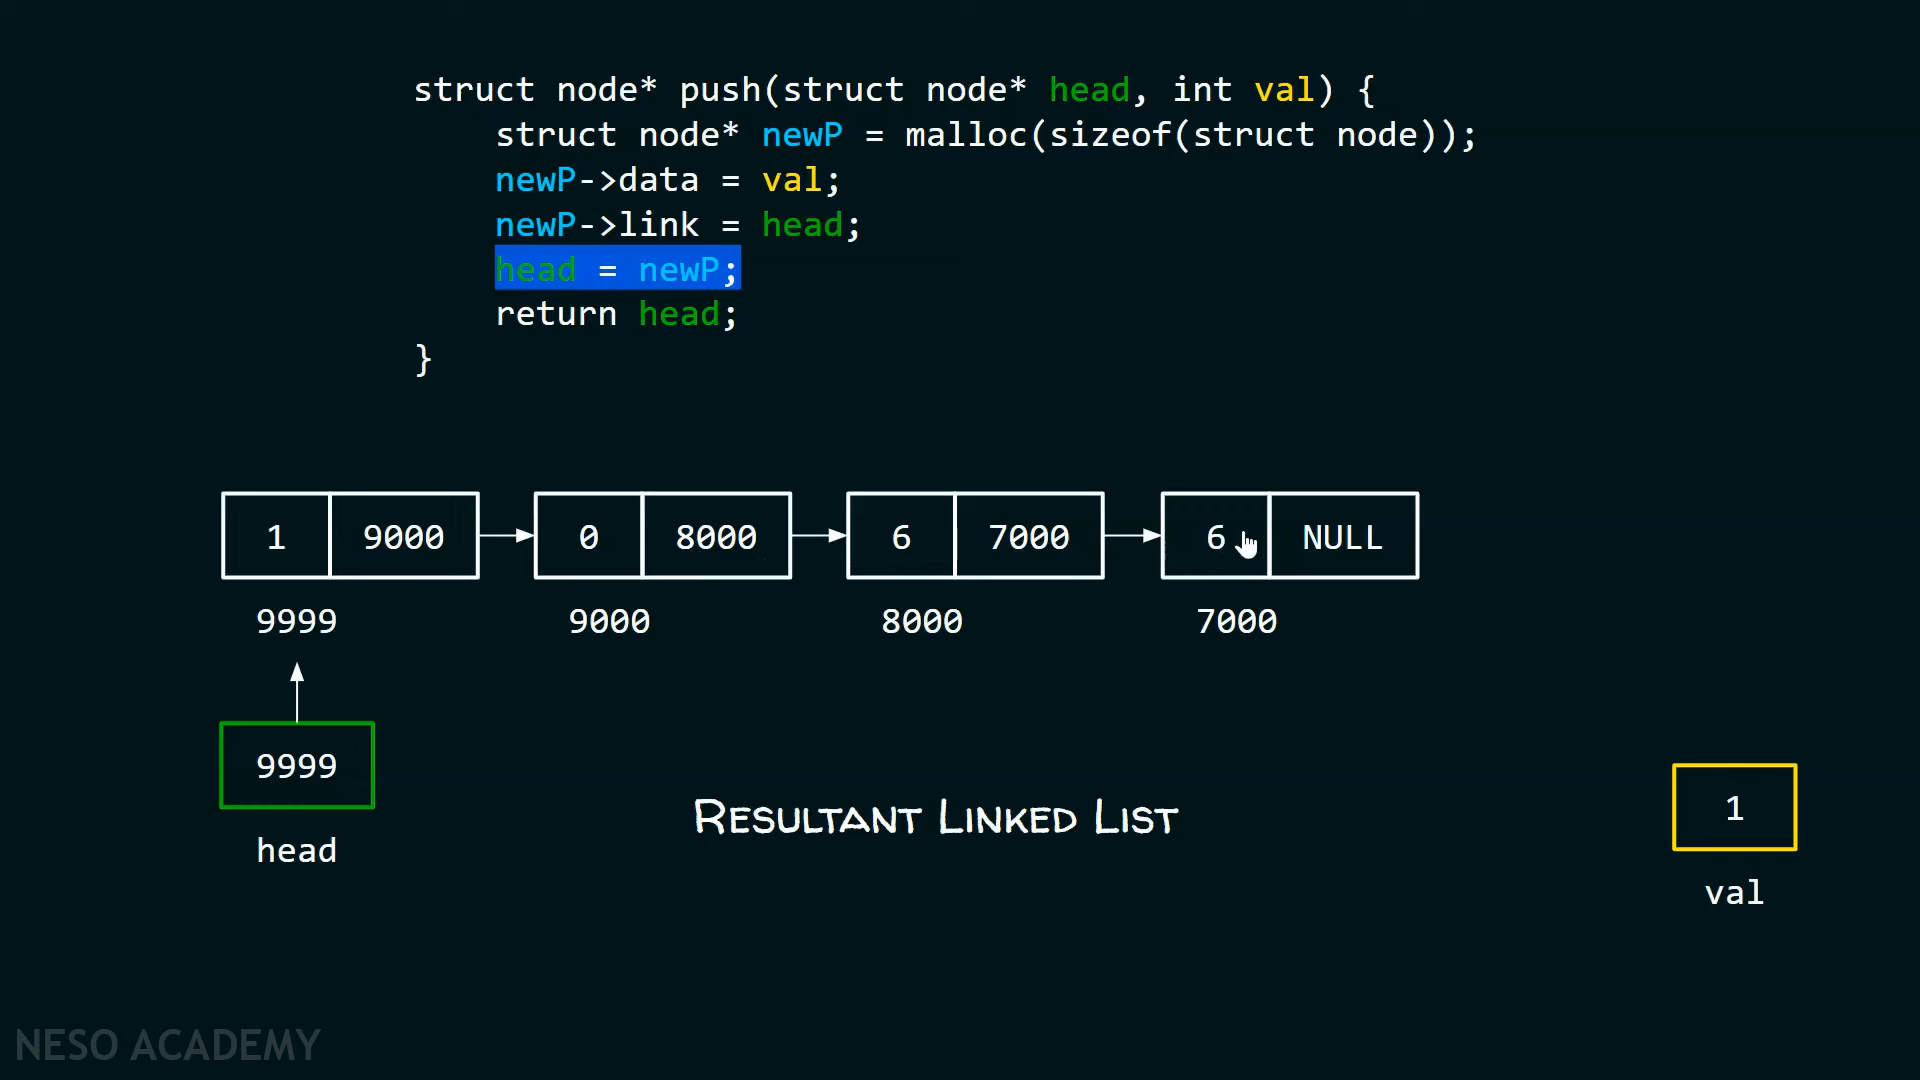 struct node* push(struct node* head, int val) {
struct node* newP = malloc(sizeof(struct node));
newP->data = val;
newP->link = head;
head = newP;
return head;
}
1 9000 0 8000 6 7000 6 NULL
9999 9000 8000 7000
9999
head
RESULTANT LINKED LIST
1
val
NESO ACADEMY